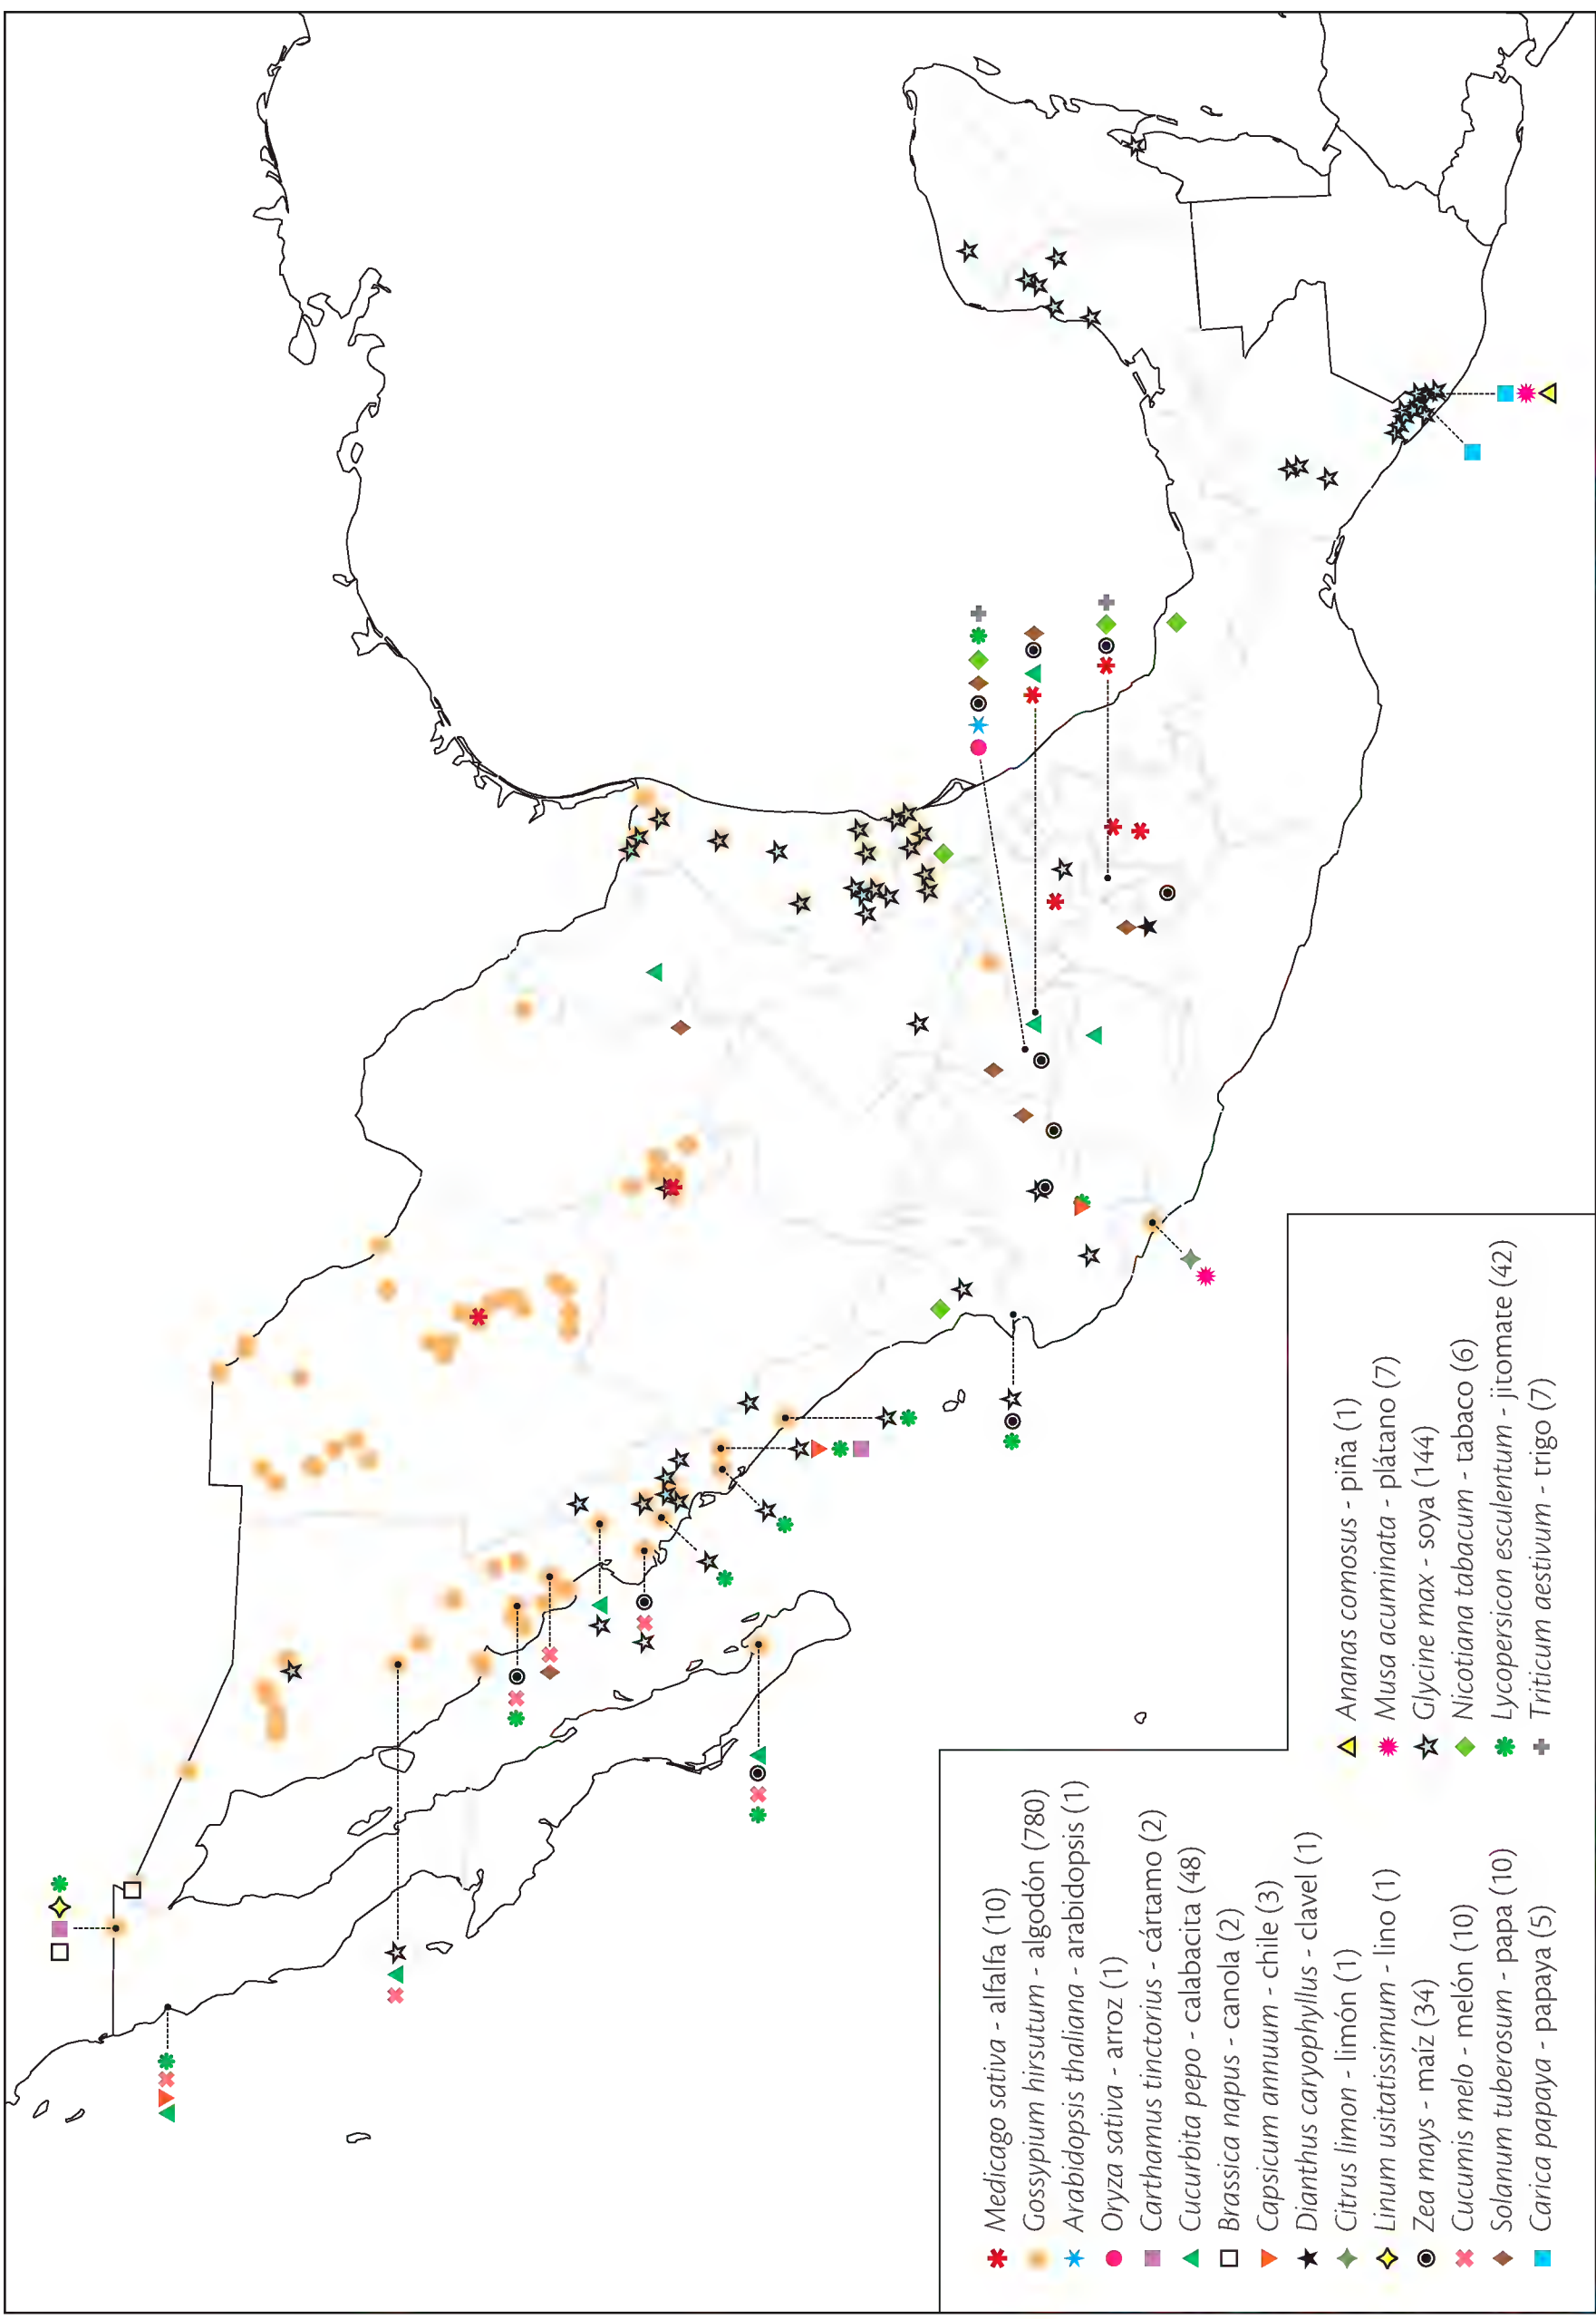 Medicago sativa - alfalfa (10)
Gossypium hirsutum - algodón (780)
Arabidopsis thaliana - arabidopsis (1)
Oryza sativa - arroz (1)
Carthamus tinctorius - cártamo (2)
Cucurbita pepo - calabacita (48)
Brassica napus - canola (2)
Capsicum annuum - chile (3)
Dianthus caryophyllus - clavel (1)
Citrus limon - limón (1)
Linum usitatissimum - lino (1)
Zea mays - maíz (34)
Cucumis melo - melón (10)
Solanum tuberosum - papa (10)
Carica papaya - papaya (5)
Ananas comosus - piña (1)
Musa acuminata - plátano (7)
Glycine max - soya (144)
Nicotiana tabacum - tabaco (6)
Lycopersicon esculentum - jitomate (42)
Triticum aestivum - trigo (7)